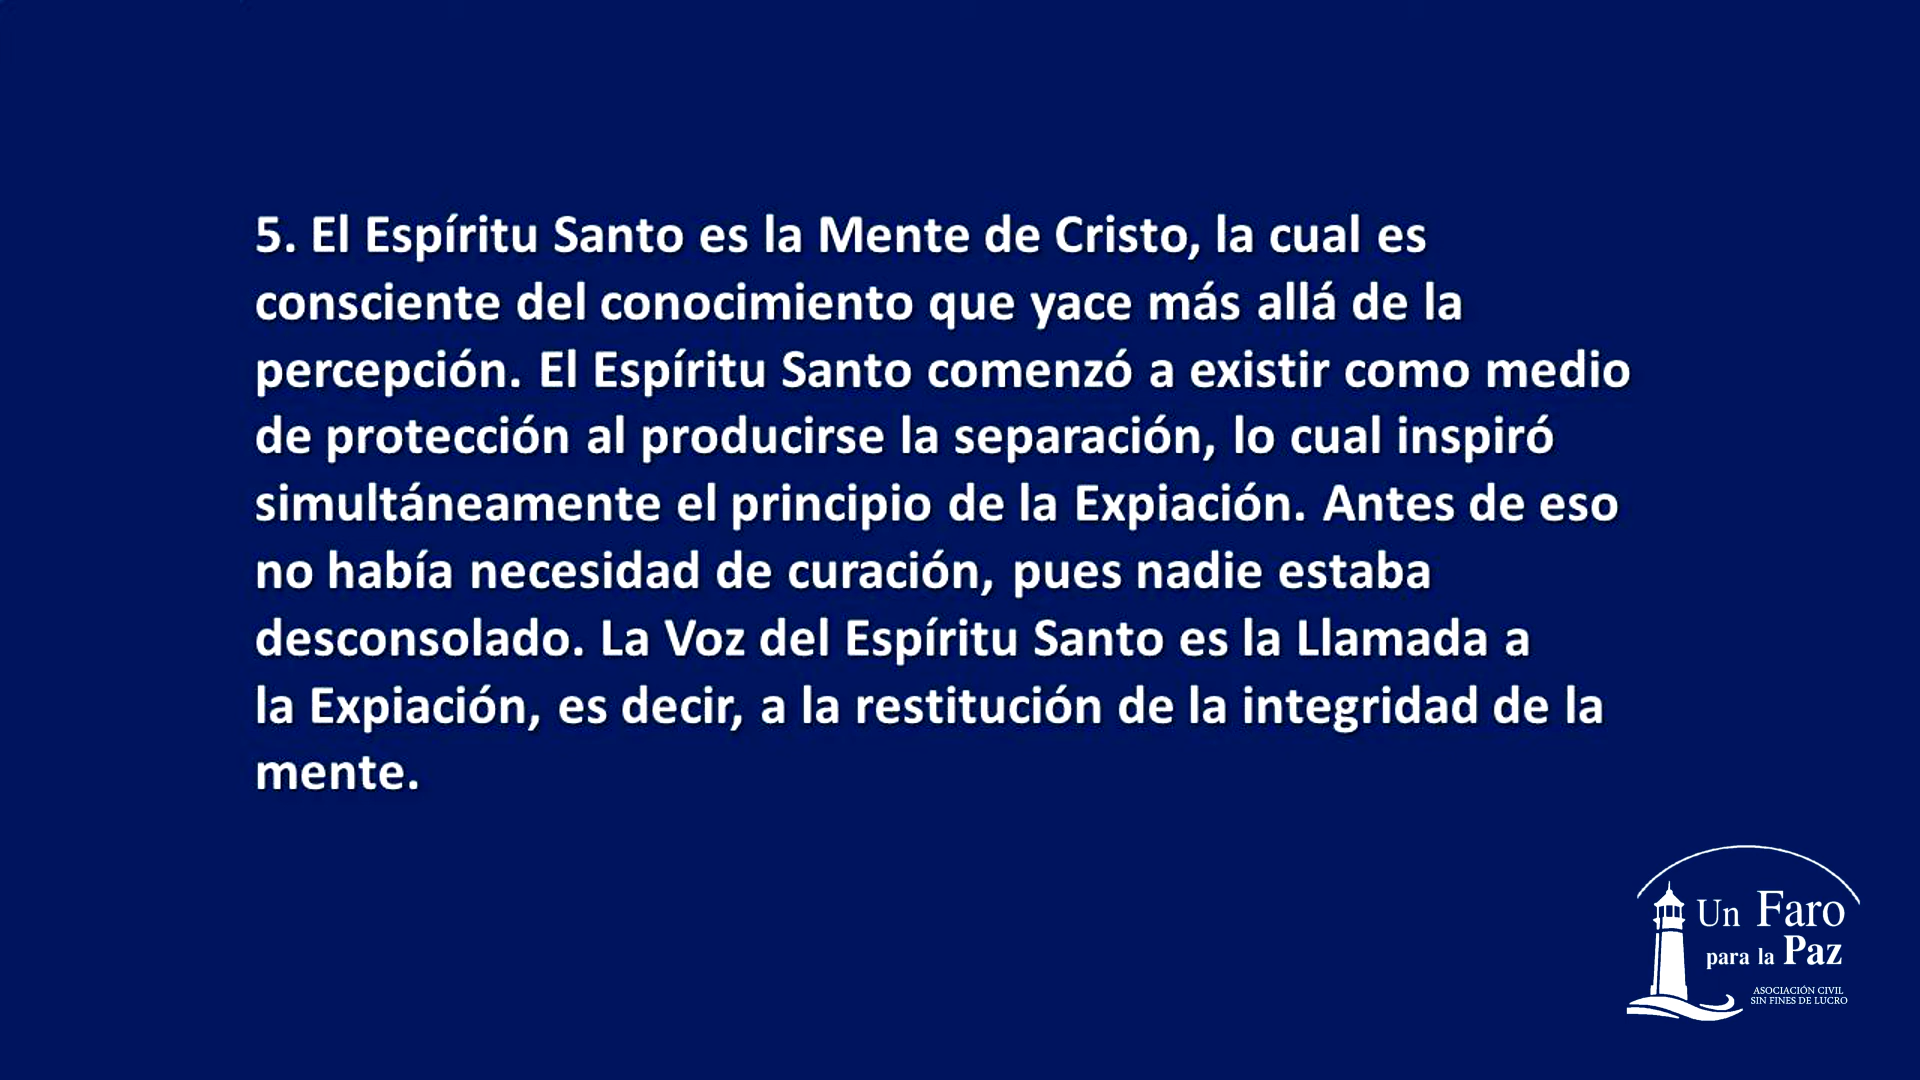 5. El Espíritu Santo es la Mente de Cristo, la cual es
consciente del conocimiento que yace más allá de la
percepción. El Espíritu Santo comenzó a existir como medio
de protección al producirse la separación, lo cual inspiró
simultáneamente el principio de la Expiación. Antes de eso
no había necesidad de curación, pues nadie estaba
desconsolado. La Voz del Espíritu Santo es la Llamada a
la Expiación, es decir, a la restitución de la integridad de la
mente.
Un Faro
para la Paz
ASOCIACIÓN CIVIL
SIN FINES DE LUCRO